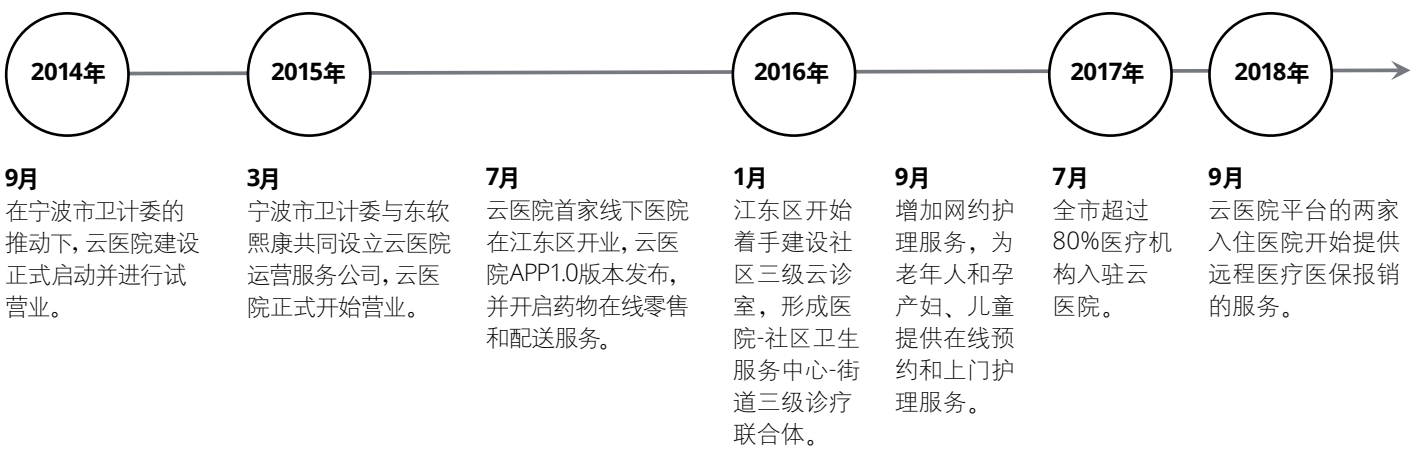 2014年
2015年
2016年
2017年
2018年
9月
在宁波市卫计委的
推动下，云医院建设
正式启动并进行试
营业。
3月
宁波市卫计委与东软
熙康共同设立云医院
运营服务公司，云医
院正式开始营业。
7月
云医院首家线下医院
在江东区开业，云医
院APP1.0版本发布，
并开启药物在线零售
和配送服务。
1月
江东区开始
着手建设社
区三级云诊
室，形成医
院-社区卫生
服务中心-街
道三级诊疗
联合体。
9月
增加网约护
理服务，为
老年人和孕
产妇、儿童
提供在线预
约和上门护
理服务。
7月
全市超过
80%医疗机
构入驻云
医院。
9月
云医院平台的两家
入住医院开始提供
远程医疗医保报销
的服务。